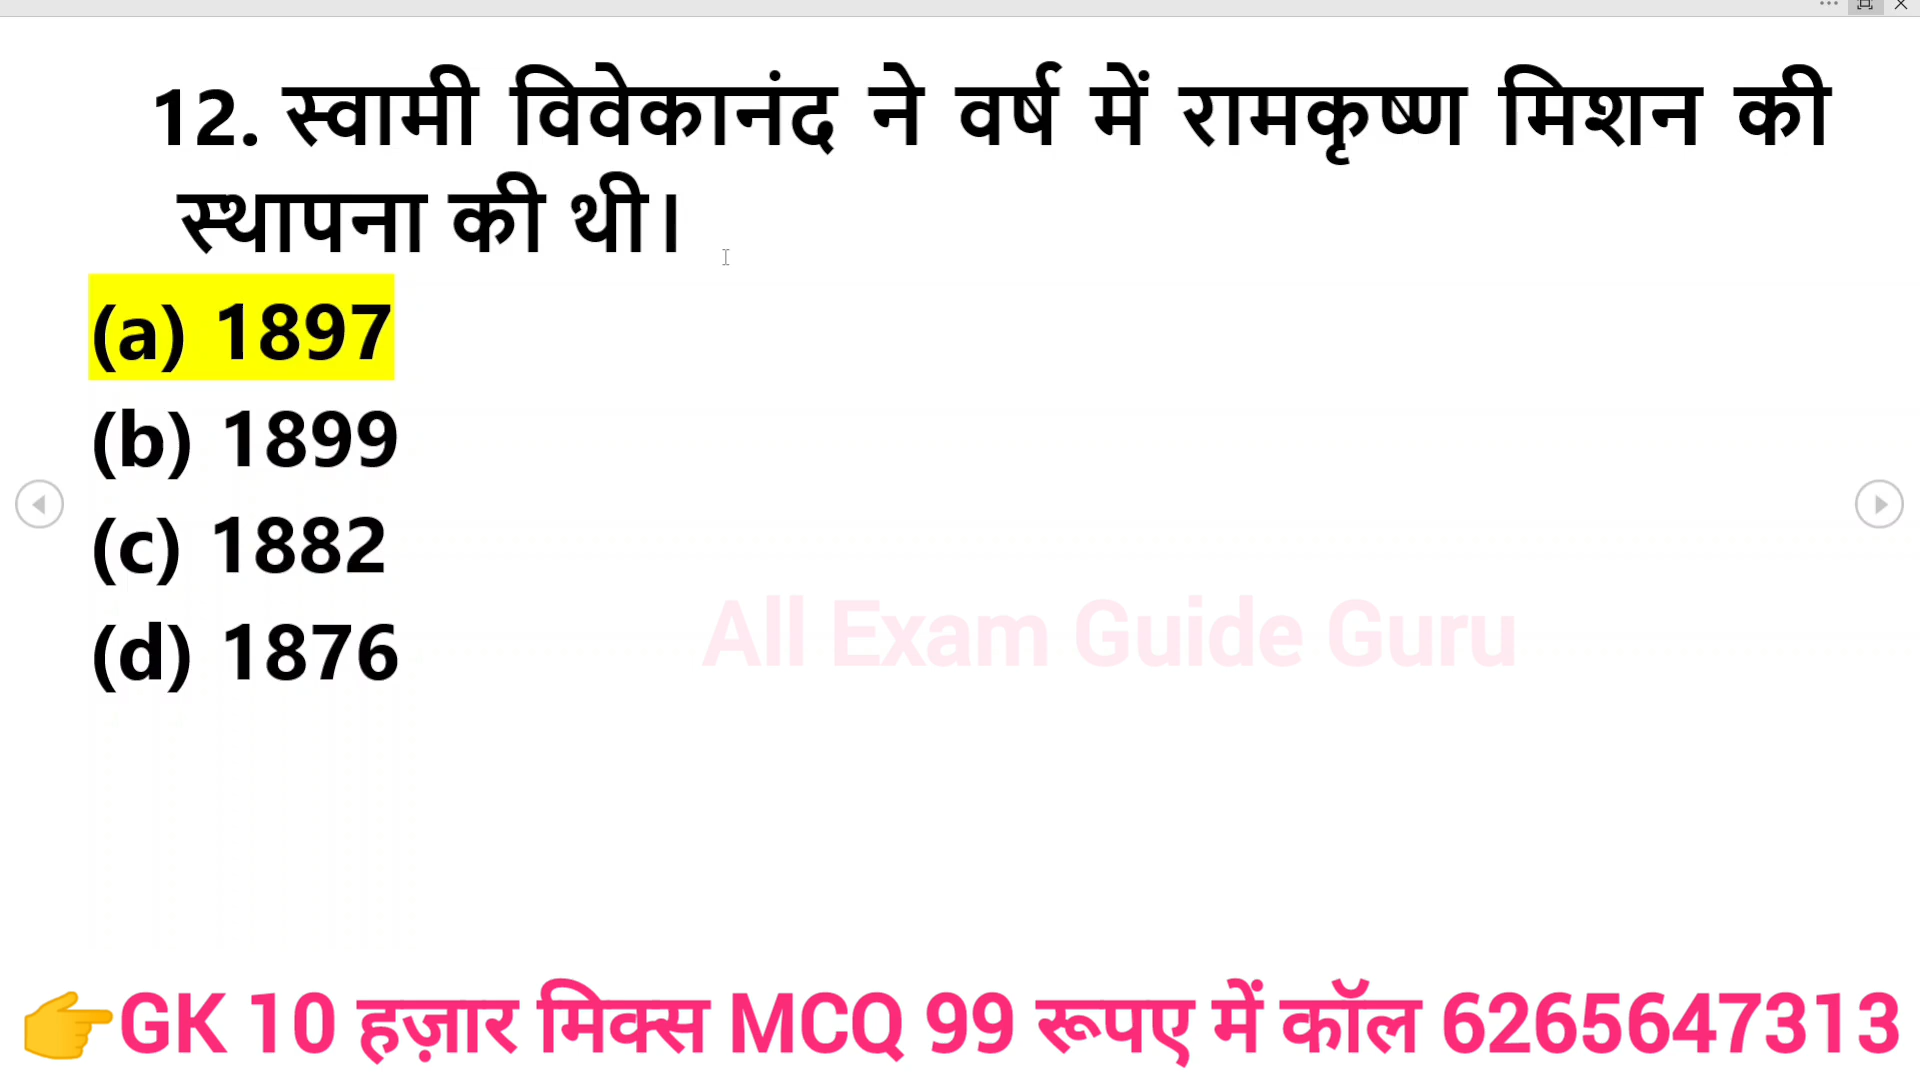 12. स्वामी विवेकानंद ने वर्ष में रामकृष्ण मिशन की
स्थापना की थी।
(a) 1897
(b) 1899
(c) 1882
(d) 1876
All Exam Guide Guru
👉GK 10 हज़ार मिक्स MCQ 99 रूपए में कॉल 6265647313